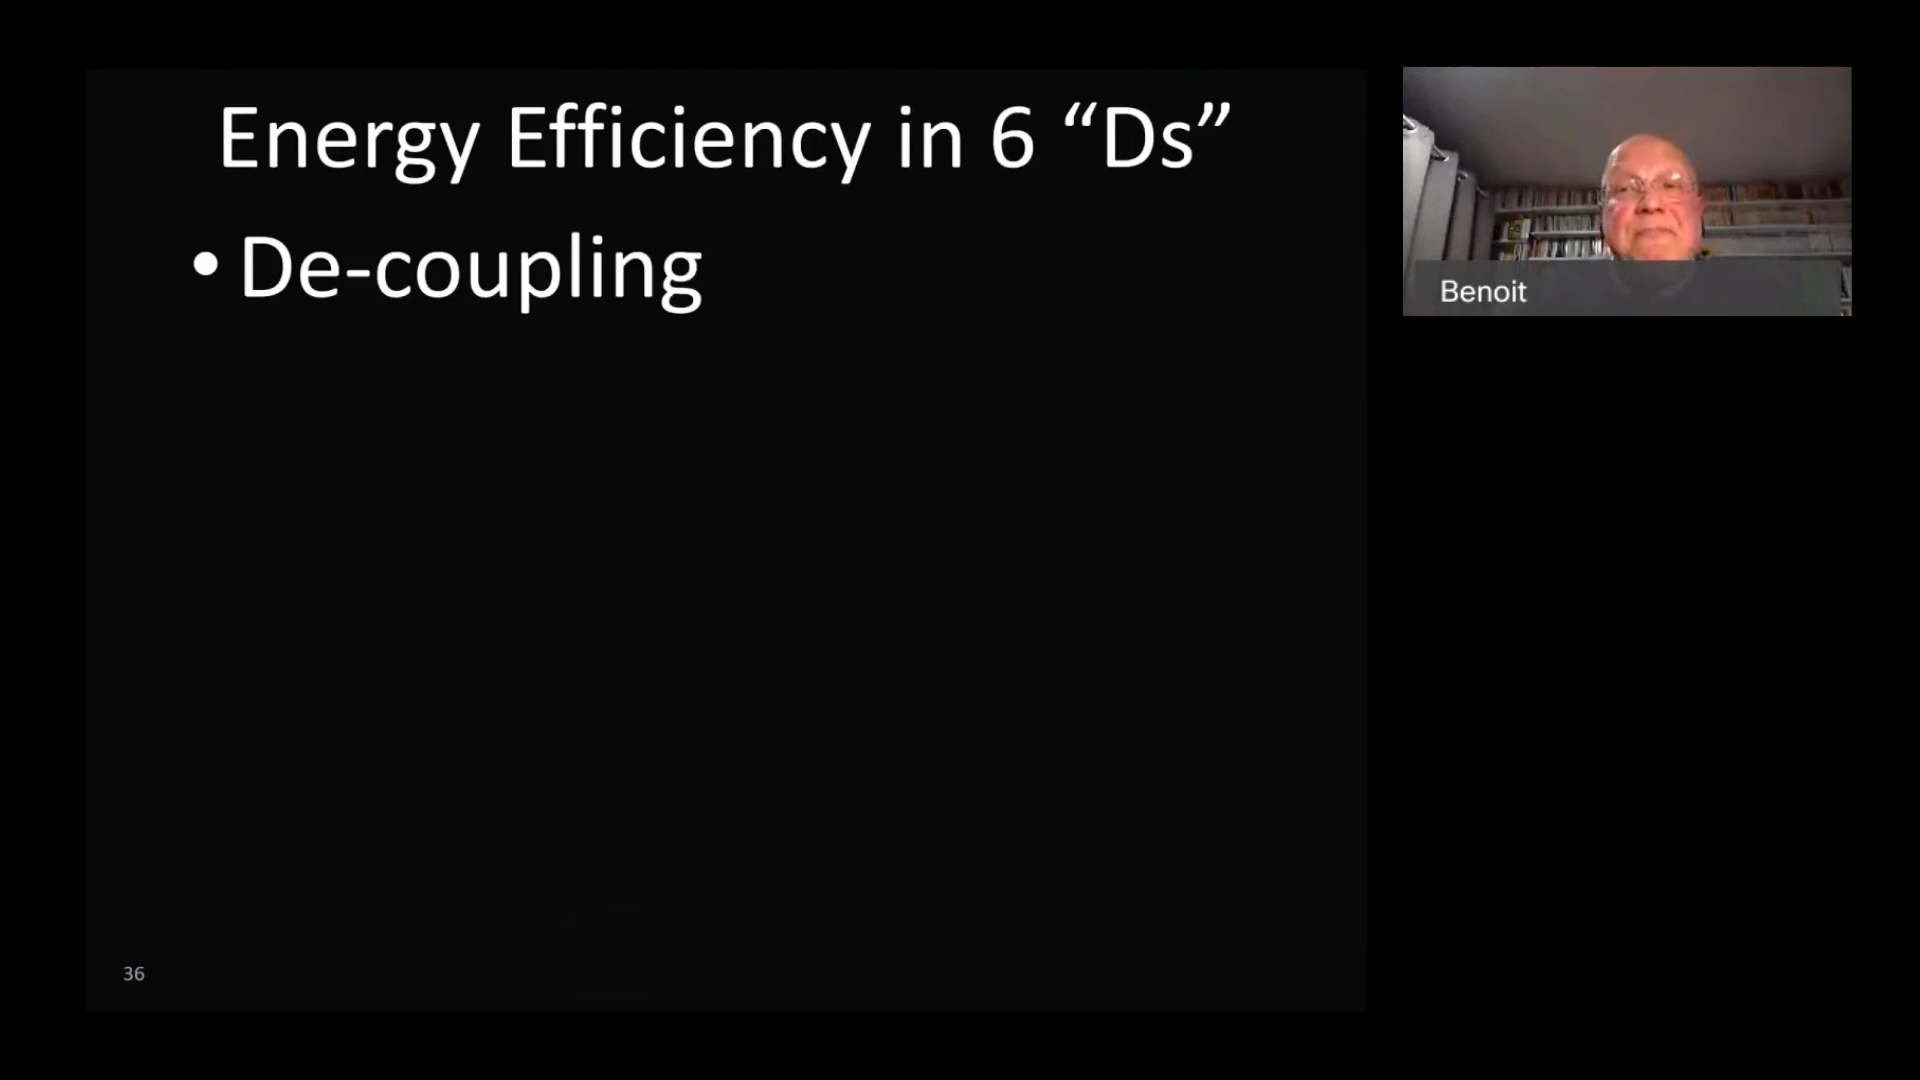 Energy Efficiency in 6 “Ds”
• De-coupling
Benoit
36